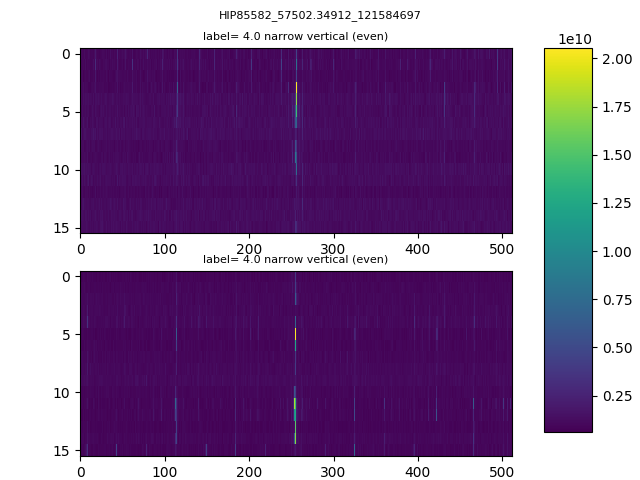 HIP85582_57502.34912_121584697
label= 4.0 narrow vertical (even)
0
5
10
15
0 100 200 300 400 500
label= 4.0 narrow vertical (even)
0
5
10
15
0 100 200 300 400 500
1e10
2.00
1.75
1.50
1.25
1.00
0.75
0.50
0.25